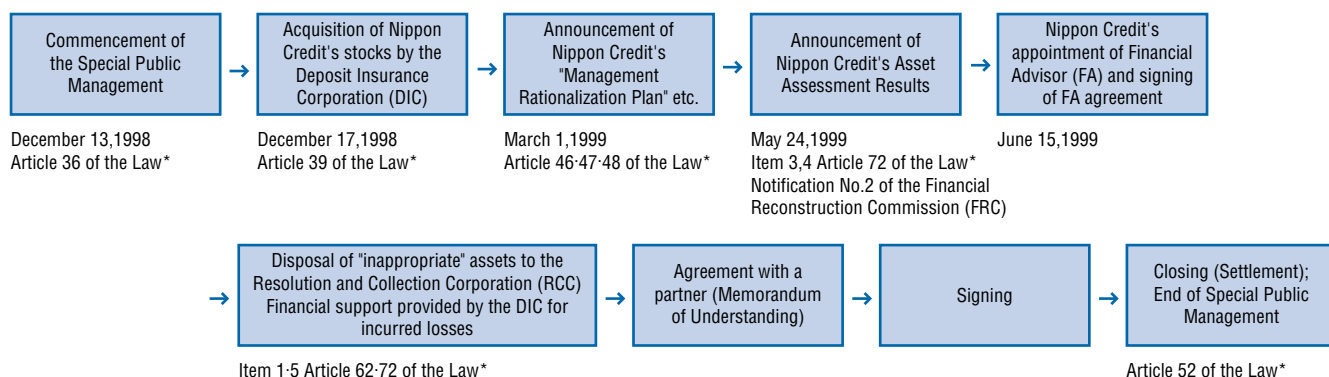 Commencement of
the Special Public
Management
December 13,1998
Article 36 of the Law*
Acquisition of Nippon
Credit's stocks by the
Deposit Insurance
Corporation (DIC)
December 17,1998
Article 39 of the Law*
Announcement of
Nippon Credit's
"Management
Rationalization Plan" etc.
March 1,1999
Article 46·47·48 of the Law*
Announcement of
Nippon Credit's Asset
Assessment Results
May 24,1999
Item 3,4 Article 72 of the Law*
Notification No.2 of the Financial
Reconstruction Commission (FRC)
Nippon Credit's
appointment of Financial
Advisor (FA) and signing
of FA agreement
June 15,1999
Disposal of "inappropriate" assets to the
Resolution and Collection Corporation (RCC)
Financial support provided by the DIC for
incurred losses
Item 1·5 Article 62·72 of the Law*
Agreement with a
partner (Memorandum
of Understanding)
Signing
Closing (Settlement);
End of Special Public
Management
Article 52 of the Law*